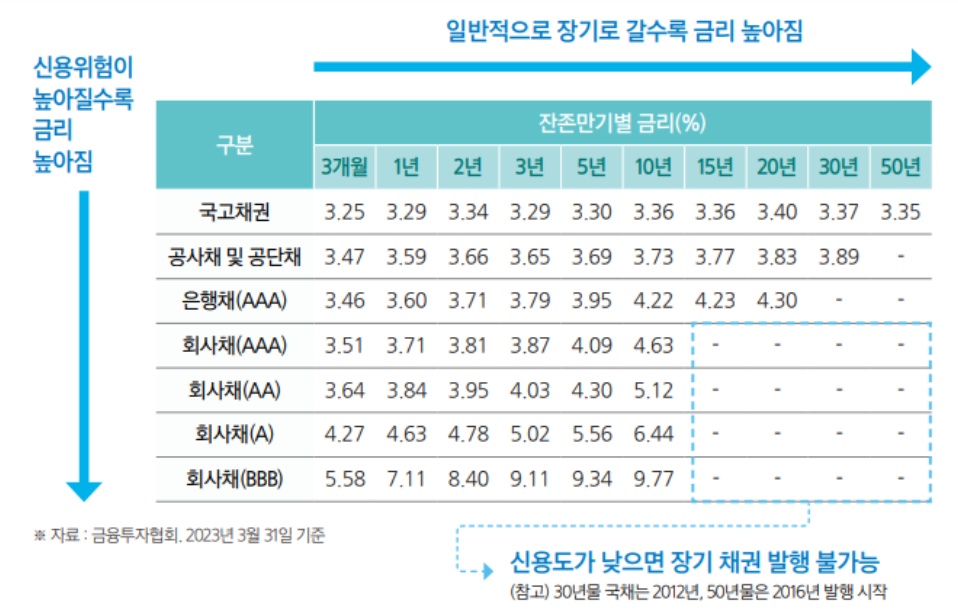 일반적으로 장기로 갈수록 금리 높아짐
신용위험이
높아질수록
금리
높아짐
구분 잔존만기별 금리(%)
3개월 1년 2년 3년 5년 10년 15년 20년 30년 50년
국고채권 3.25 3.29 3.34 3.29 3.30 3.36 3.36 3.40 3.37 3.35
공사채 및 공단채 3.47 3.59 3.66 3.65 3.69 3.73 3.77 3.83 3.89 -
은행채(AAA) 3.46 3.60 3.71 3.79 3.95 4.22 4.23 4.30 - -
회사채(AAA) 3.51 3.71 3.81 3.87 4.09 4.63 - - - -
회사채(AA) 3.64 3.84 3.95 4.03 4.30 5.12 - - - -
회사채(A) 4.27 4.63 4.78 5.02 5.56 6.44 - - - -
회사채(BBB) 5.58 7.11 8.40 9.11 9.34 9.77 - - - -
※ 자료 : 금융투자협회. 2023년 3월 31일 기준
신용도가 낮으면 장기 채권 발행 불가능
(참고) 30년물 국채는 2012년, 50년물은 2016년 발행 시작